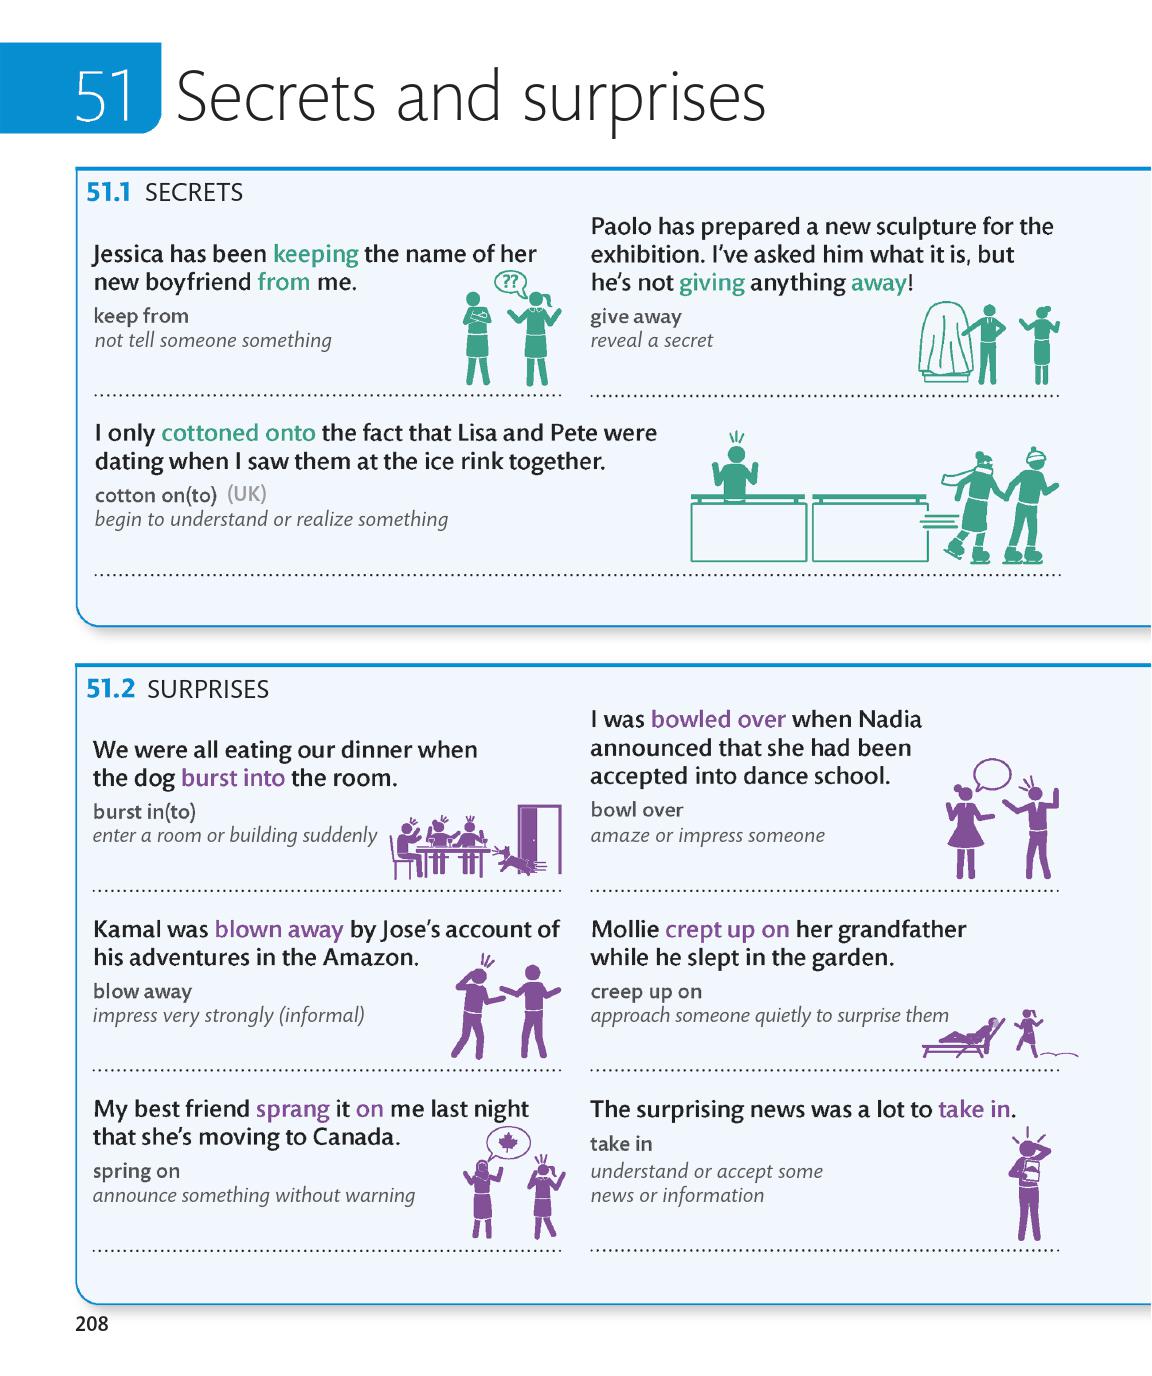 51 Secrets and surprises
51.1 SECRETS
Jessica has been keeping the name of her
new boyfriend from me.
??
keep from
not tell someone something
Paolo has prepared a new sculpture for the
exhibition. I've asked him what it is, but
he's not giving anything away!
give away
reveal a secret
I only cottoned onto the fact that Lisa and Pete were
dating when I saw them at the ice rink together.
cotton on(to) (UK)
begin to understand or realize something
51.2 SURPRISES
We were all eating our dinner when
the dog burst into the room.
burst in(to)
enter a room or building suddenly
I was bowled over when Nadia
announced that she had been
accepted into dance school.
bowl over
amaze or impress someone
Kamal was blown away by Jose's account of
his adventures in the Amazon.
blow away
impress very strongly (informal)
Mollie crept up on her grandfather
while he slept in the garden.
creep up on
approach someone quietly to surprise them
My best friend sprang it on me last night
that she's moving to Canada.
spring on
announce something without warning
The surprising news was a lot to take in.
take in
understand or accept some
news or information
208